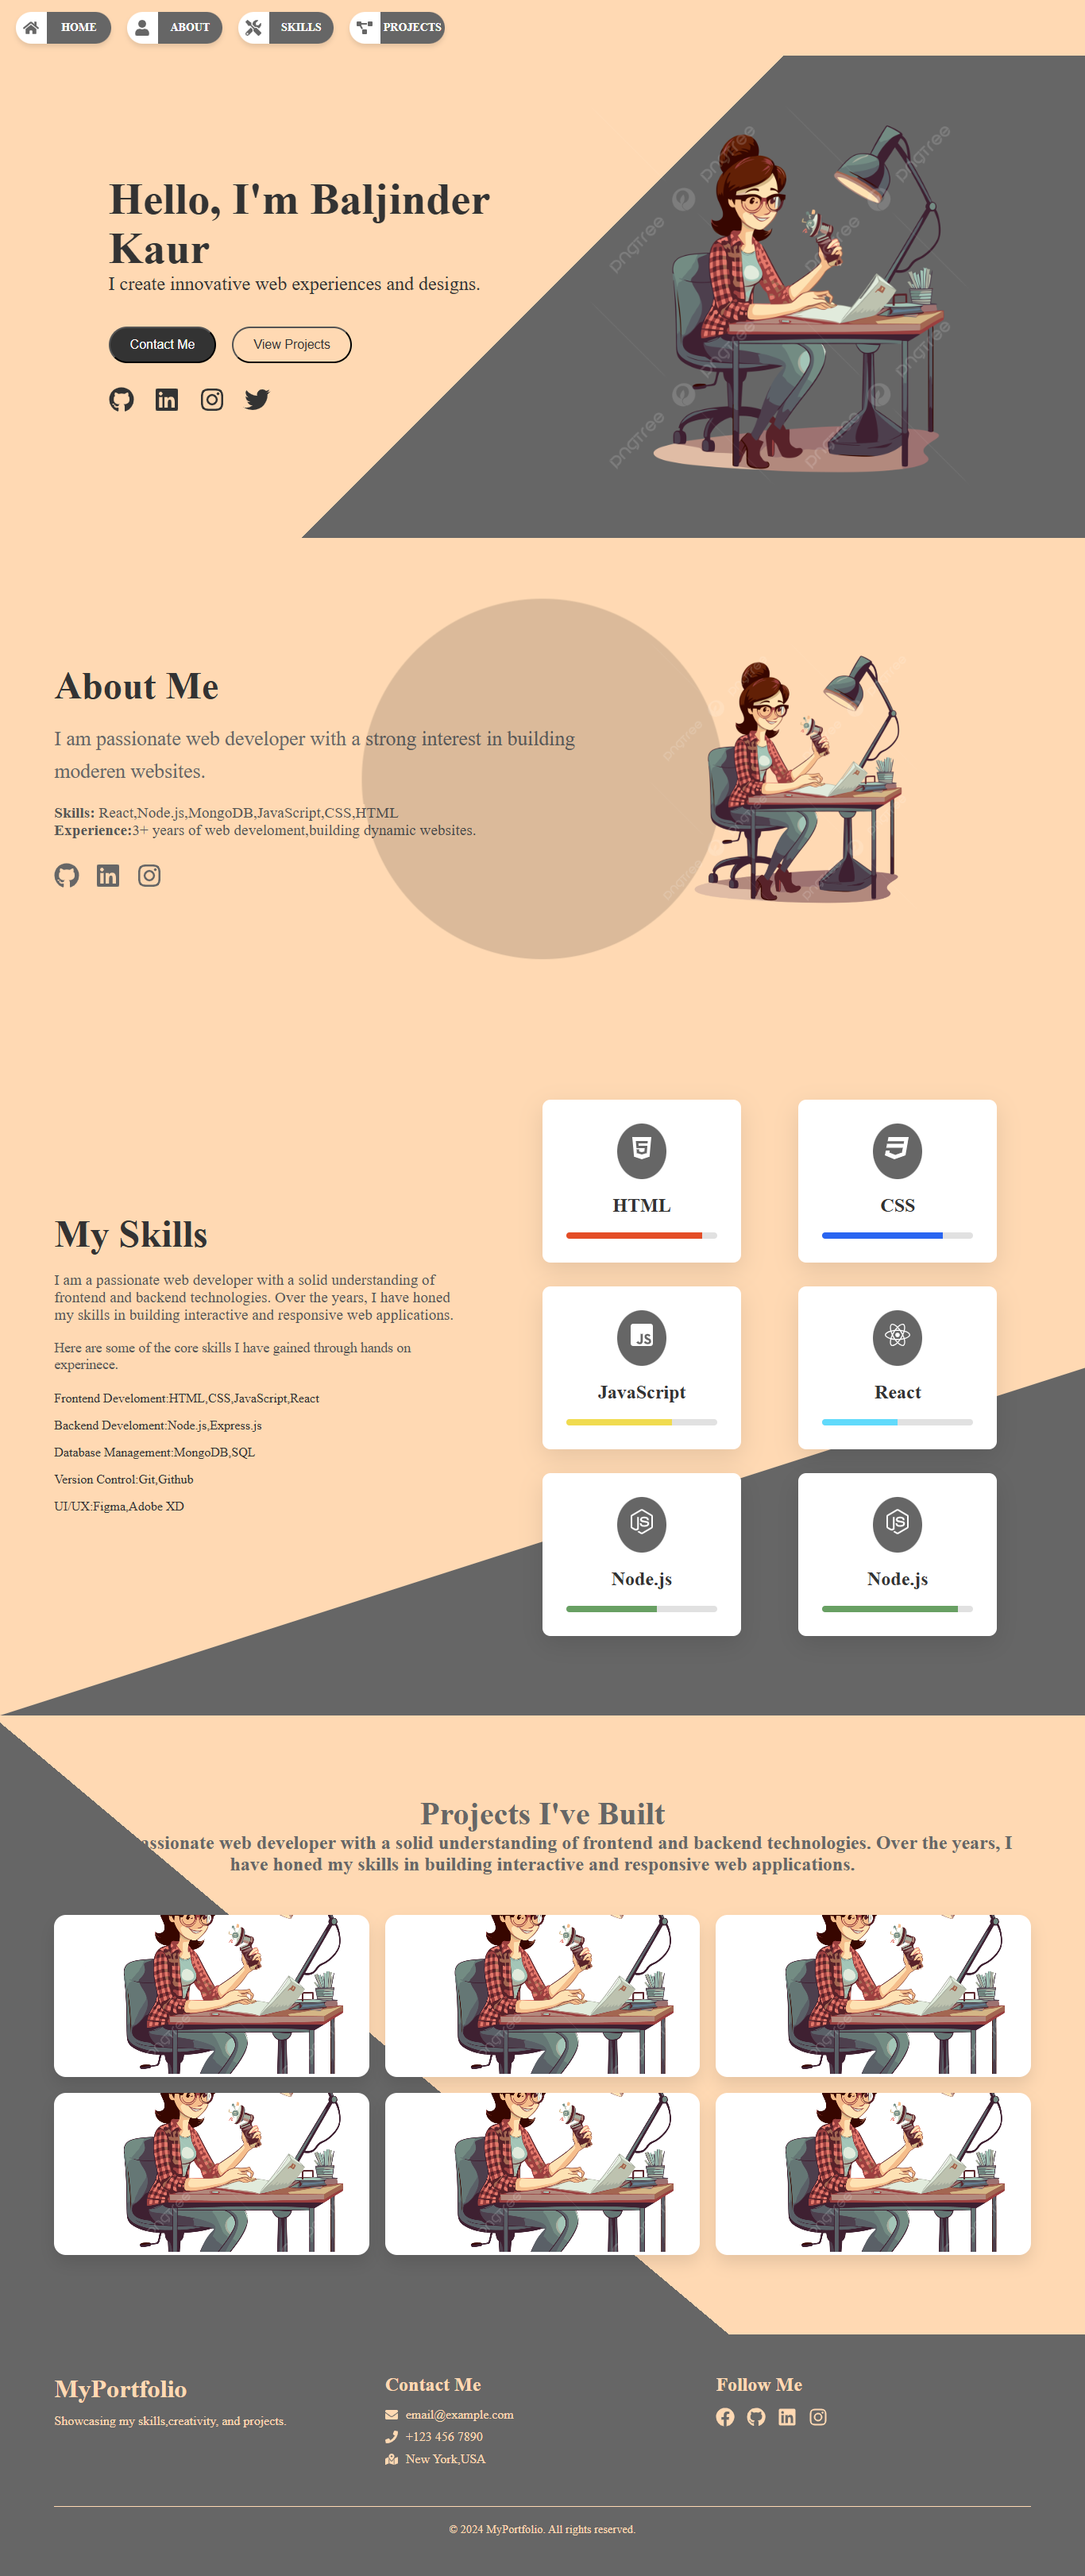 HOME
ABOUT
SKILLS
PROJECTS
Hello, I'm Baljinder
Kaur
I create innovative web experiences and designs.
Contact Me
View Projects
About Me
I am passionate web developer with a strong interest in building
moderen websites.
Skills: React,Node.js,MongoDB,JavaScript,CSS,HTML
Experience:3+ years of web develoment,building dynamic websites.
My Skills
I am a passionate web developer with a solid understanding of
frontend and backend technologies. Over the years, I have honed
my skills in building interactive and responsive web applications.
Here are some of the core skills I have gained through hands on
experinece.
Frontend Develoment:HTML,CSS,JavaScript,React
Backend Develoment:Node.js,Express.js
Database Management:MongoDB,SQL
Version Control:Git,Github
UI/UX:Figma,Adobe XD
HTML
CSS
JavaScript
React
Node.js
Node.js
Projects I've Built
assionate web developer with a solid understanding of frontend and backend technologies. Over the years, I
have honed my skills in building interactive and responsive web applications.
MyPortfolio
Showcasing my skills,creativity, and projects.
Contact Me
email@example.com
+123 456 7890
New York,USA
Follow Me
© 2024 MyPortfolio. All rights reserved.